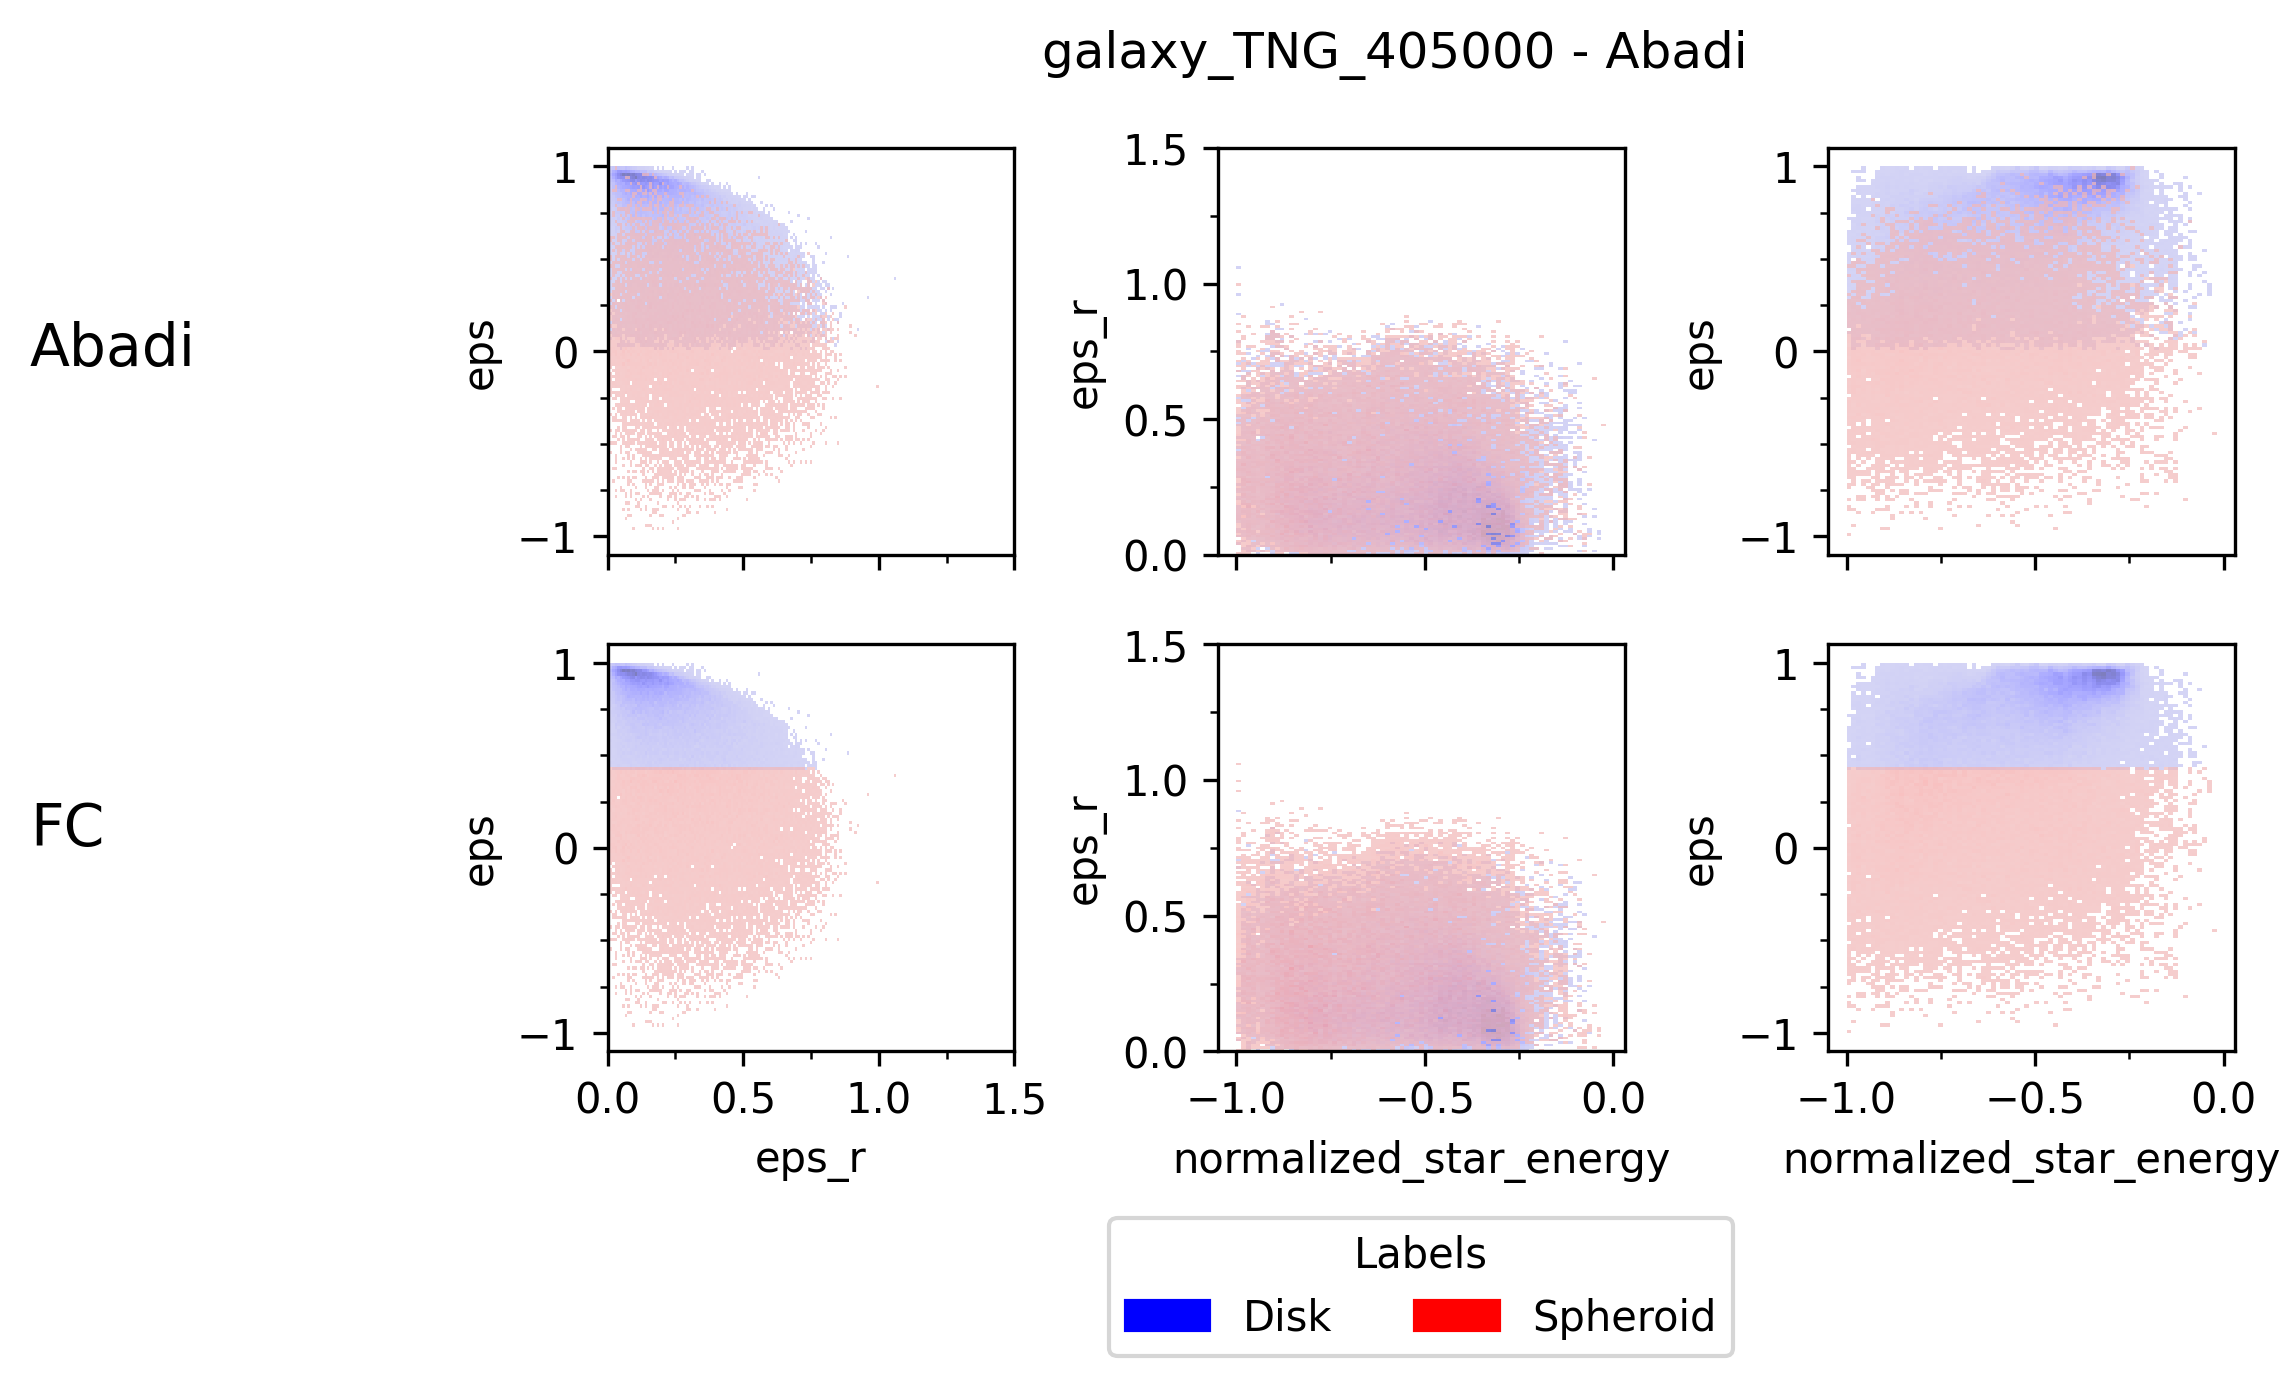 galaxy_TNG_405000 - Abadi
Abadi
1
0
−1
eps
1.5
1.0
0.5
0.0
eps_r
1
0
−1
eps
FC
1
0
−1
eps
0.0 0.5 1.0 1.5
eps_r
1.5
1.0
0.5
0.0
eps_r
−1.0 −0.5 0.0
normalized_star_energy
1
0
−1
eps
−1.0 −0.5 0.0
normalized_star_energy
Labels
Disk Spheroid